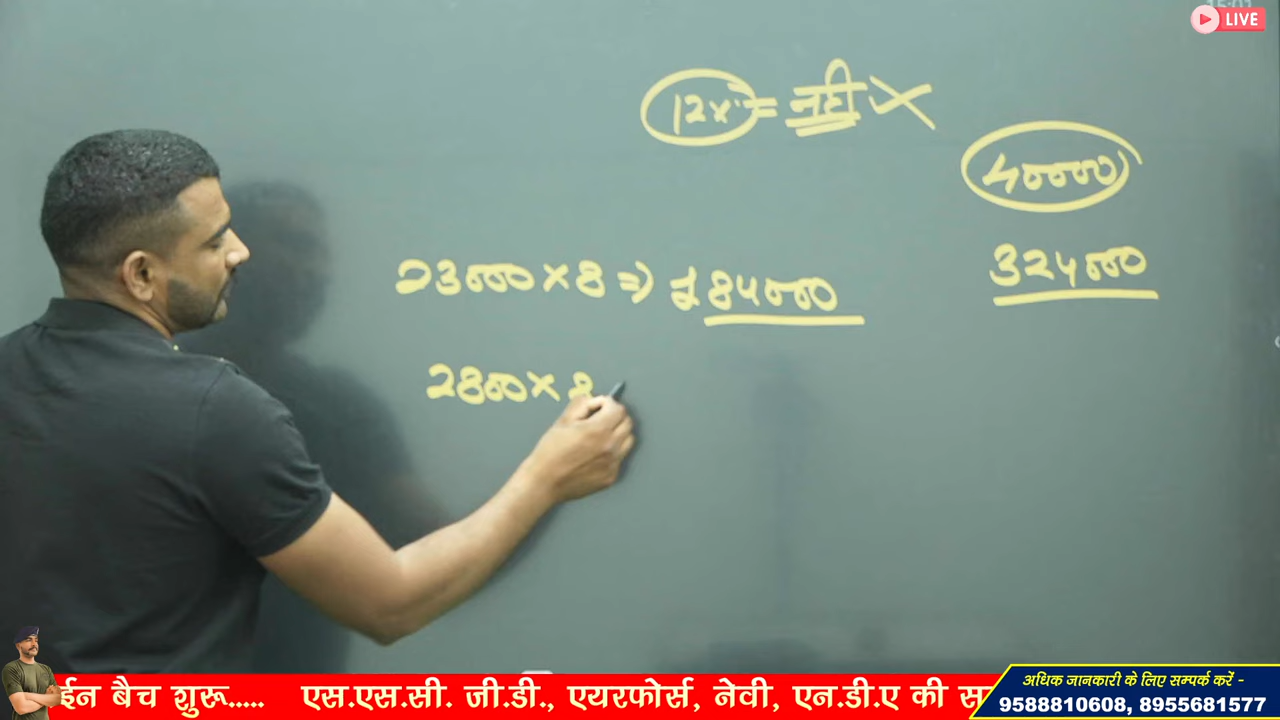 LIVE
12x = नही ×
40000
324000
23000 × 8 ⇒ 184000
2800 × 8
ईन बैच शुरू..... एस.एस.सी. जी.डी., एयरफोर्स, नेवी, एन.डी.ए की
अधिक जानकारी के लिए सम्पर्क करें -
9588810608, 8955681577